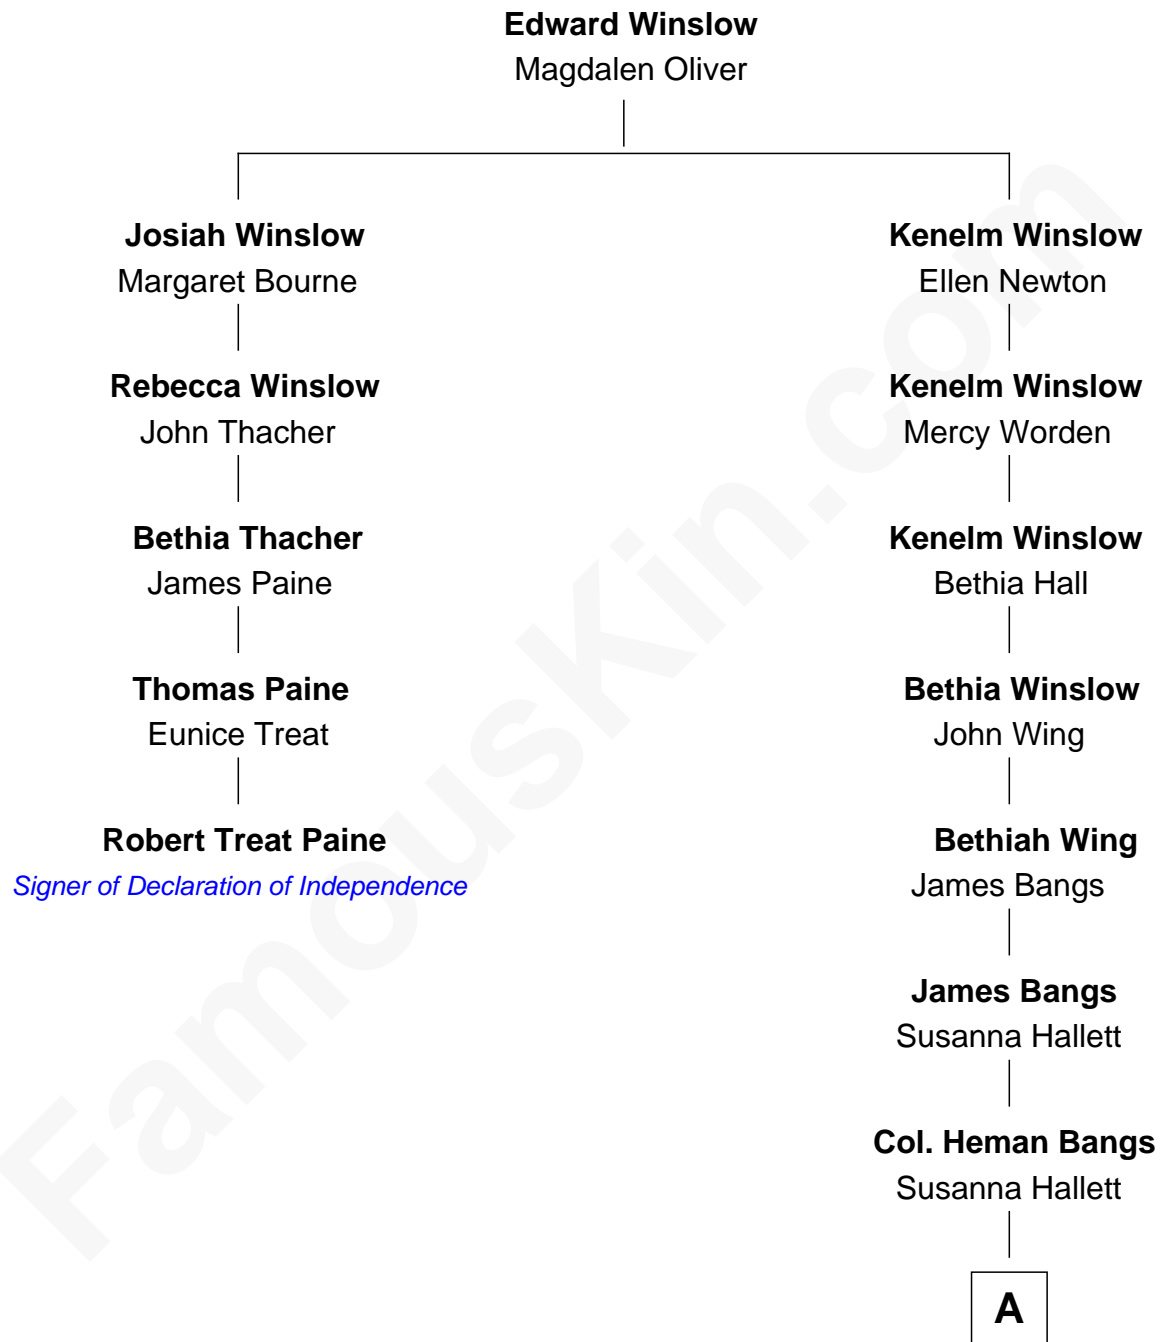 Edward Winslow
Magdalen Oliver
Josiah Winslow
Margaret Bourne
Kenelm Winslow
Ellen Newton
Rebecca Winslow
John Thacher
Kenelm Winslow
Mercy Worden
Bethia Thacher
James Paine
Kenelm Winslow
Bethia Hall
Thomas Paine
Eunice Treat
Bethia Winslow
John Wing
Robert Treat Paine
Signer of Declaration of Independence
Bethiah Wing
James Bangs
James Bangs
Susanna Hallett
Col. Heman Bangs
Susanna Hallett
A
FamousKin.com